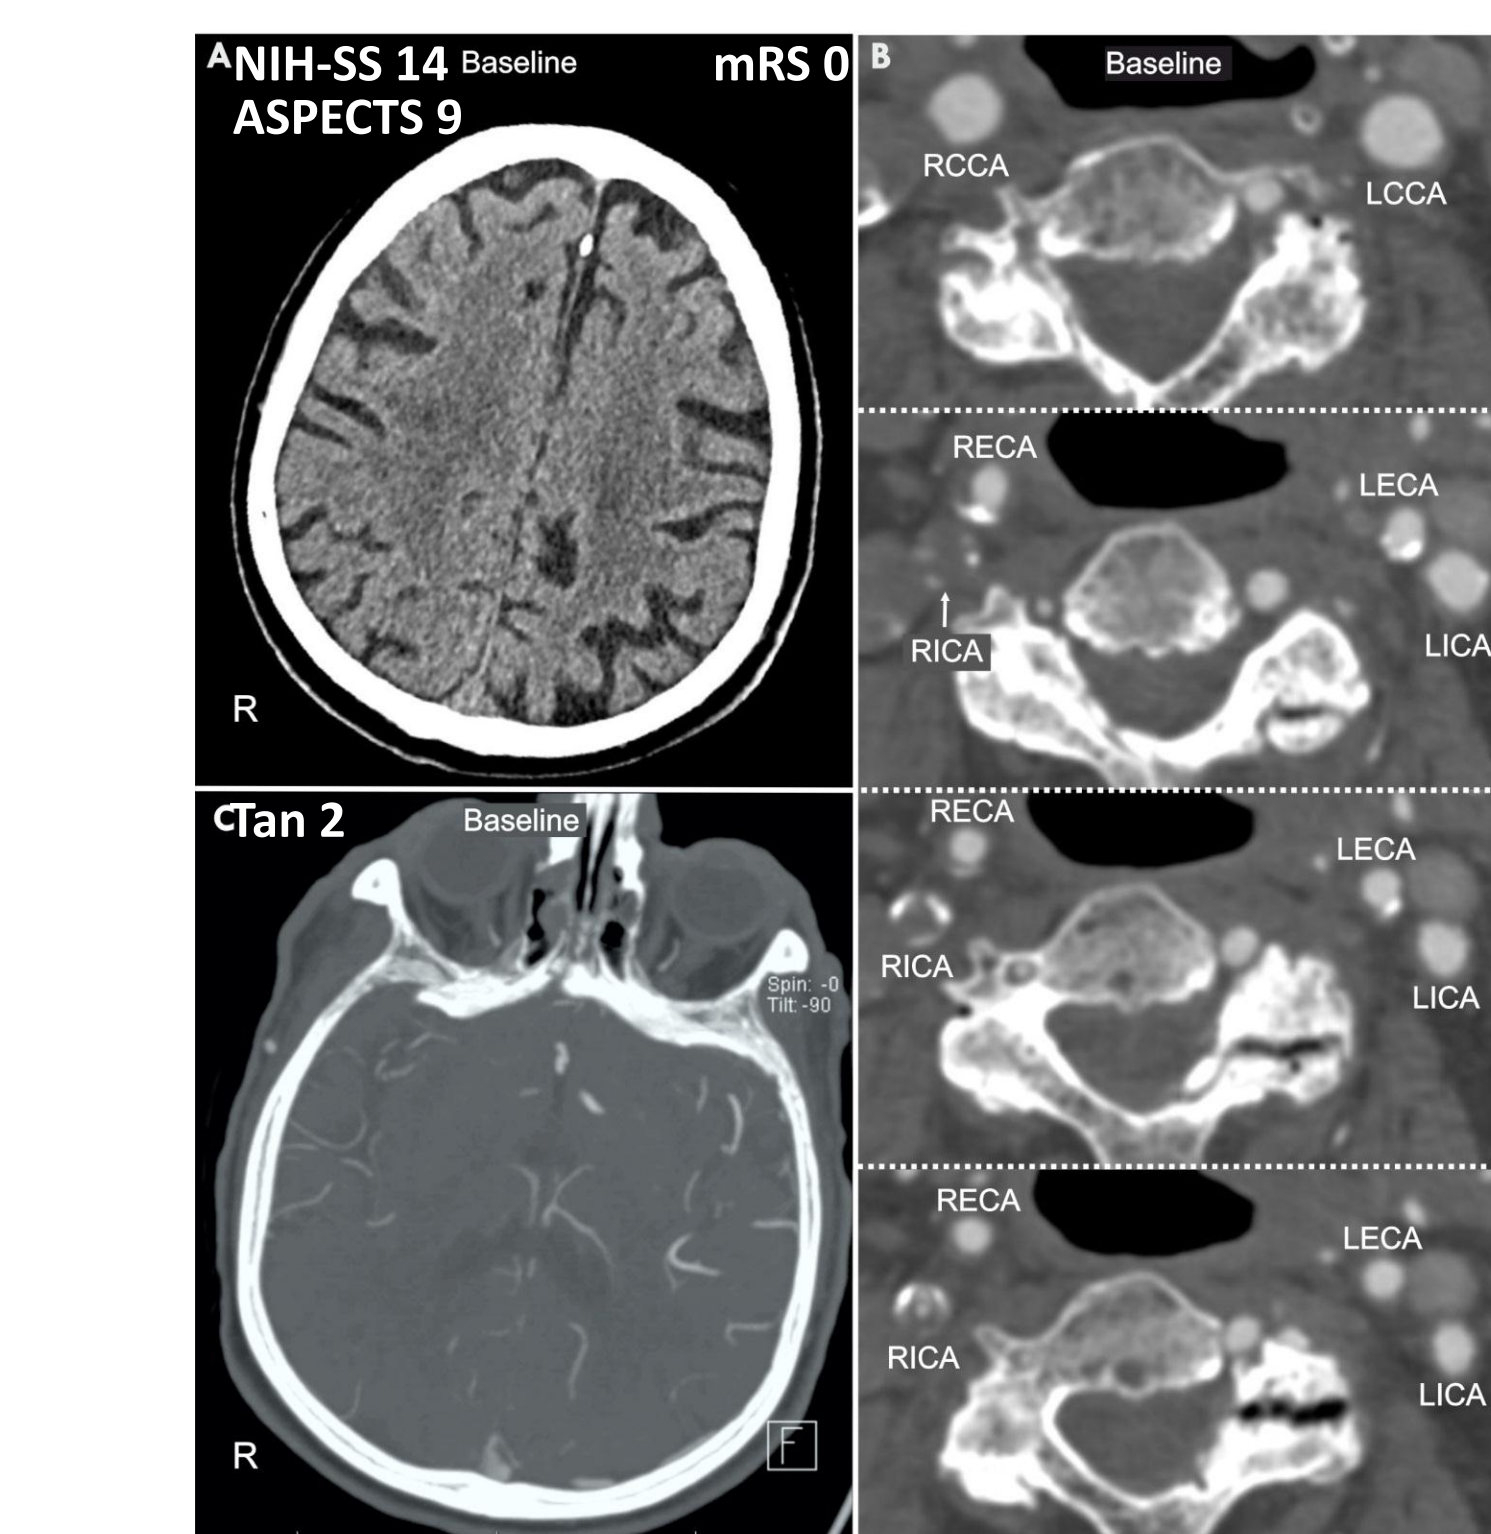 A NIH-SS 14 Baseline mRS 0
ASPECTS 9
R
B Baseline
RCCA
LCCA
RECA
LECA
RICA
LICA
RECA
LECA
RICA
LICA
RECA
LECA
RICA
LICA
C Tan 2 Baseline
Spin: -0
Tilt: -90
R
F